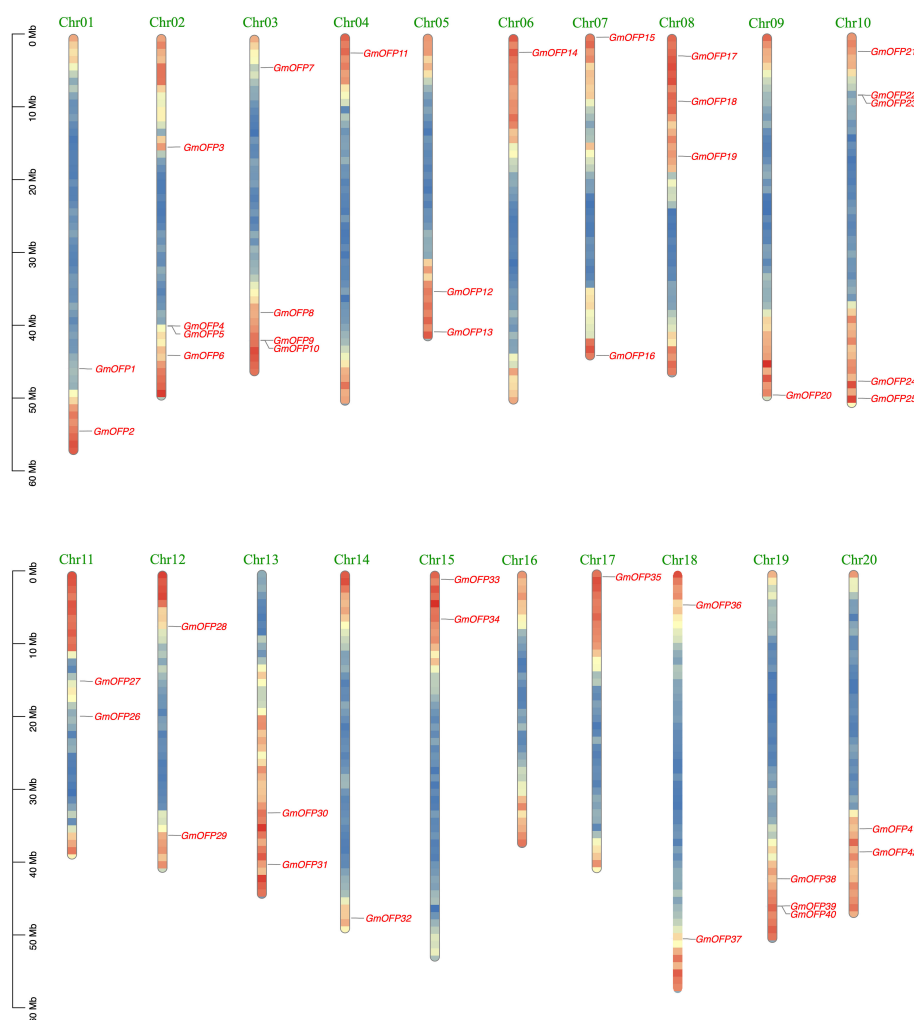 Chr01 Chr02 Chr03 Chr04 Chr05 Chr06 Chr07 Chr08 Chr09 Chr10
0 Mb
10 Mb
20 Mb
30 Mb
40 Mb
50 Mb
60 Mb
GmOFP1
GmOFP2
GmOFP3
GmOFP4
GmOFP5
GmOFP6
GmOFP7
GmOFP8
GmOFP9
GmOFP10
GmOFP11
GmOFP12
GmOFP13
GmOFP14
GmOFP15
GmOFP16
GmOFP17
GmOFP18
GmOFP19
GmOFP20
GmOFP21
GmOFP22
GmOFP23
GmOFP24
GmOFP25
Chr11 Chr12 Chr13 Chr14 Chr15 Chr16 Chr17 Chr18 Chr19 Chr20
0 Mb
10 Mb
20 Mb
30 Mb
40 Mb
50 Mb
GmOFP27
GmOFP26
GmOFP28
GmOFP29
GmOFP30
GmOFP31
GmOFP32
GmOFP33
GmOFP34
GmOFP35
GmOFP36
GmOFP37
GmOFP38
GmOFP39
GmOFP40
GmOFP4
GmOFP42